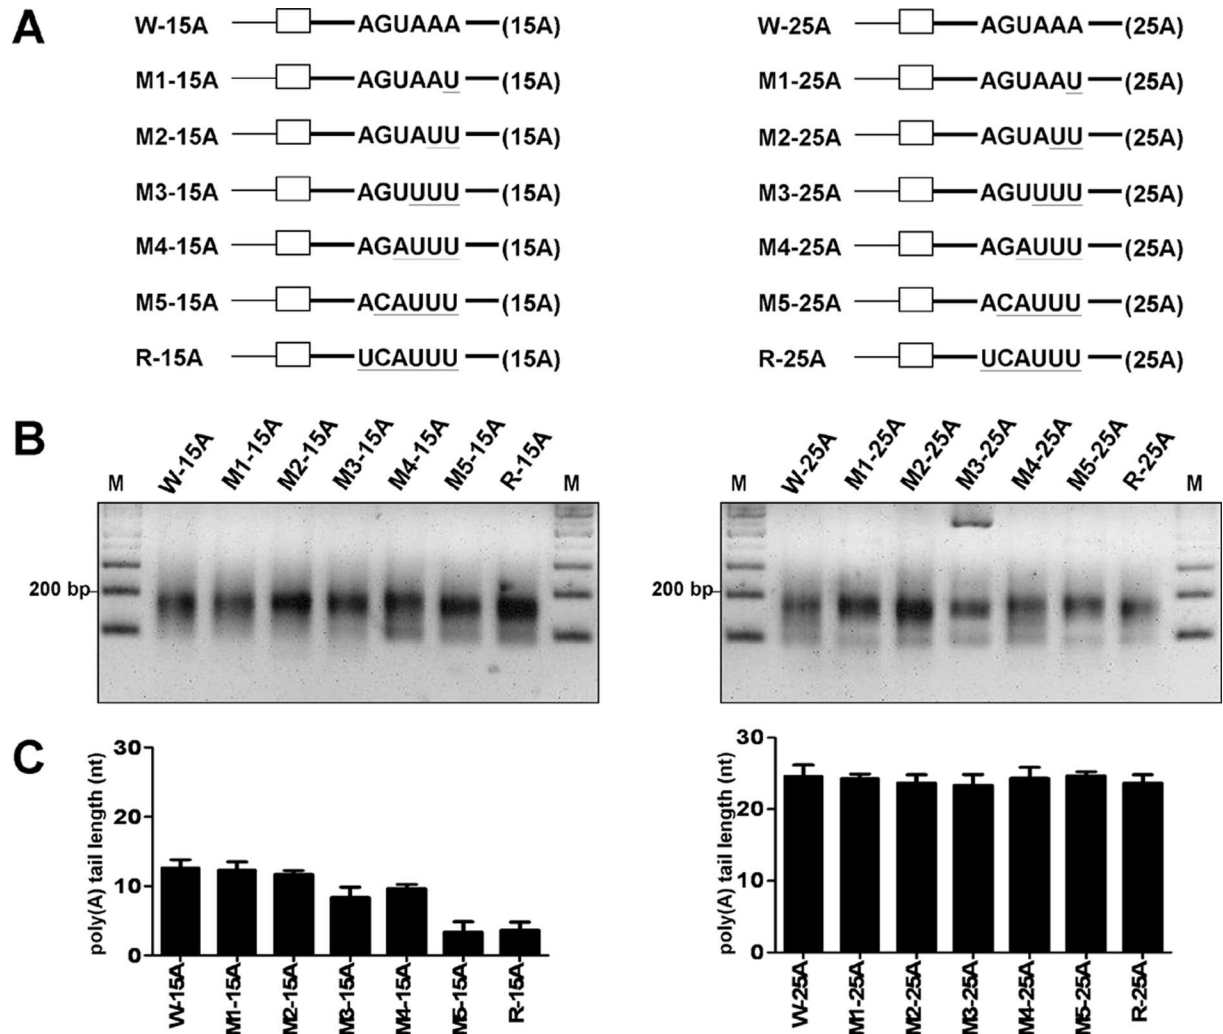 A
W-15A AGUAAA (15A) W-25A AGUAAA (25A)
M1-15A AGUAAU (15A) M1-25A AGUAAU (25A)
M2-15A AGUAUU (15A) M2-25A AGUAUU (25A)
M3-15A AGUUUU (15A) M3-25A AGUUUU (25A)
M4-15A AGAUUU (15A) M4-25A AGAUUU (25A)
M5-15A ACAUUU (15A) M5-25A ACAUUU (25A)
R-15A UCAUUU (15A) R-25A UCAUUU (25A)
B
M W-15A M1-15A M2-15A M3-15A M4-15A M5-15A R-15A M
200 bp
M W-25A M1-25A M2-25A M3-25A M4-25A M5-25A R-25A M
200 bp
C
poly(A) tail length (nt)
30
20
10
0
W-15A M1-15A M2-15A M3-15A M4-15A M5-15A R-15A
poly(A) tail length (nt)
30
20
10
0
W-25A M1-25A M2-25A M3-25A M4-25A M5-25A R-25A